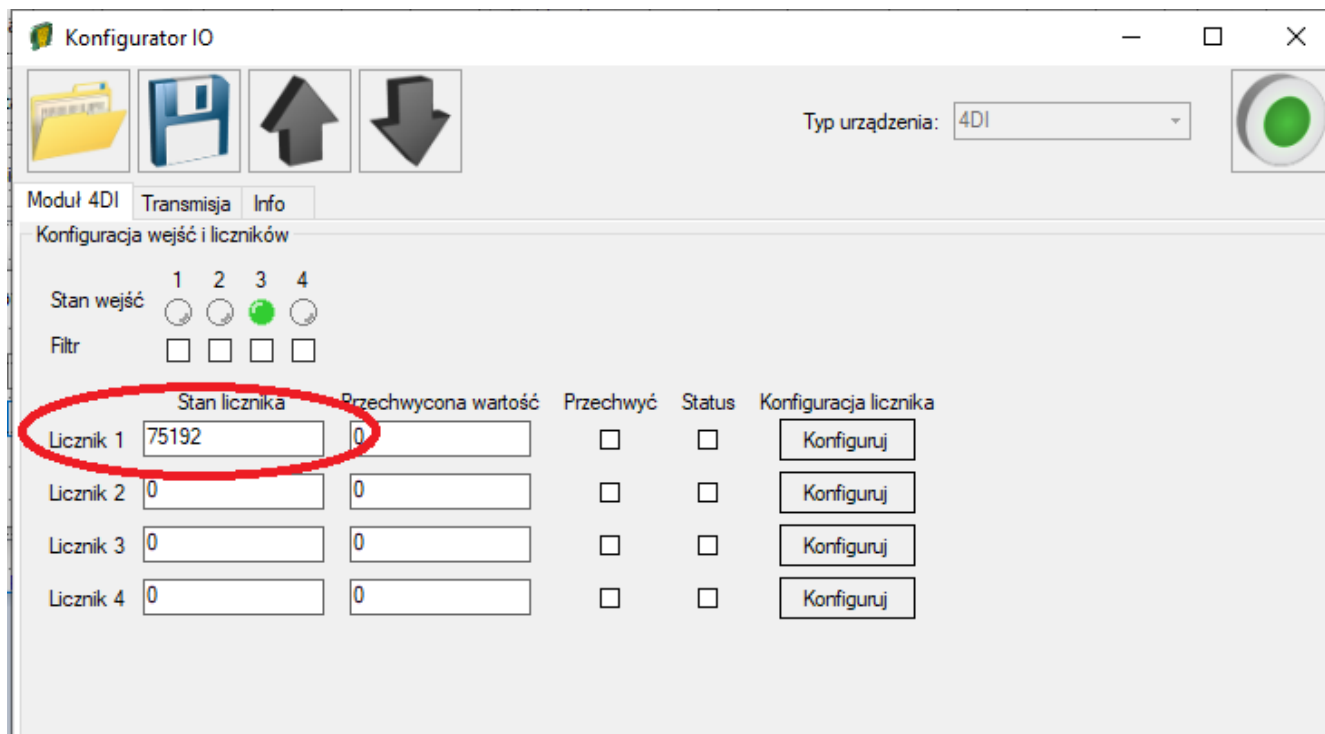 Konfigurator IO
Typ urządzenia: 4DI
Moduł 4DI Transmisja Info
Konfiguracja wejść i liczników
1 2 3 4
Stan wejść
Filtr
Stan licznika Przechwycona wartość Przechwyć Status Konfiguracja licznika
Licznik 1 75192 0 Konfiguruj
Licznik 2 0 0 Konfiguruj
Licznik 3 0 0 Konfiguruj
Licznik 4 0 0 Konfiguruj